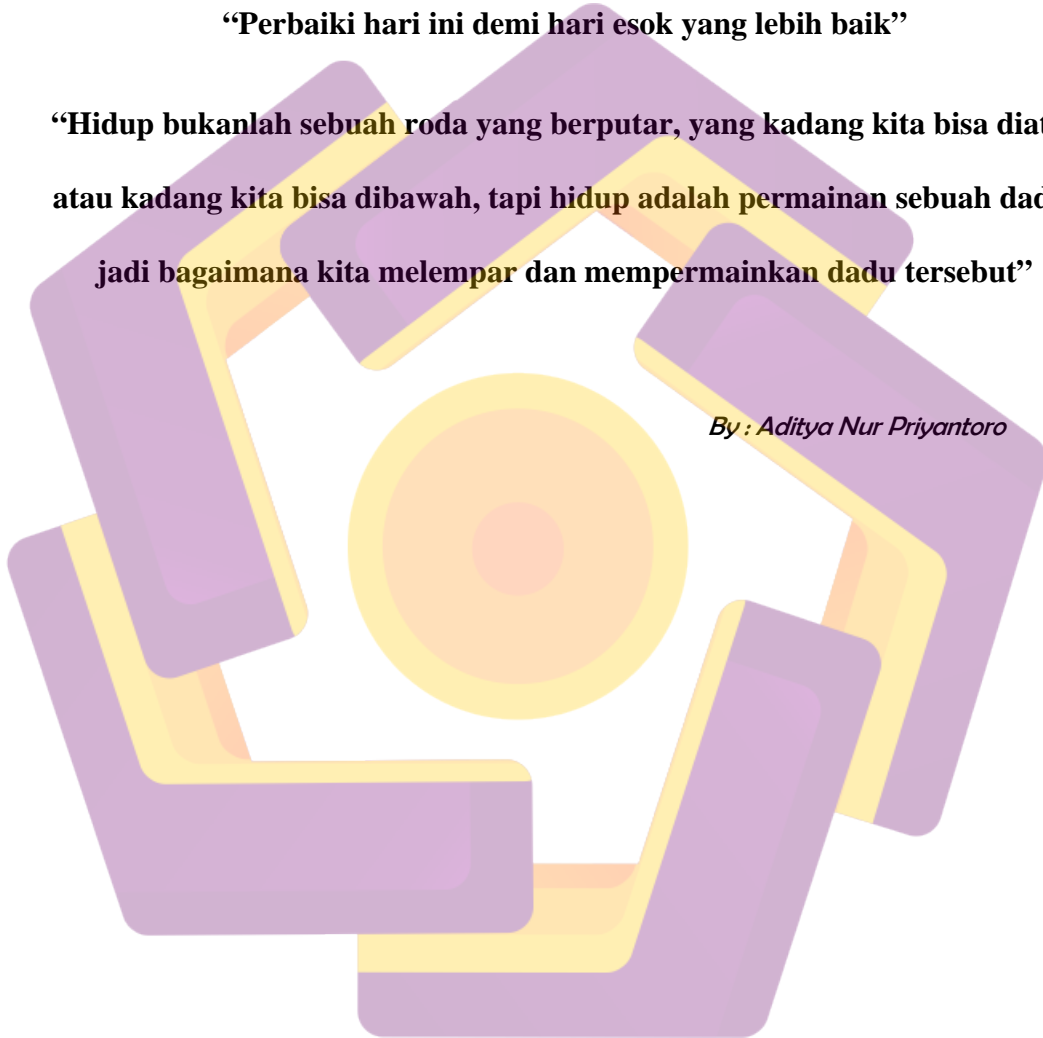 “Perbaiki hari ini demi hari esok yang lebih baik”
“Hidup bukanlah sebuah roda yang berputar, yang kadang kita bisa
atau kadang kita bisa dibawah, tapi hidup adalah permainan sebuah
jadi bagaimana kita melempar dan mempermainkan dadu tersebut”
By : Aditya Nur Priyantoro